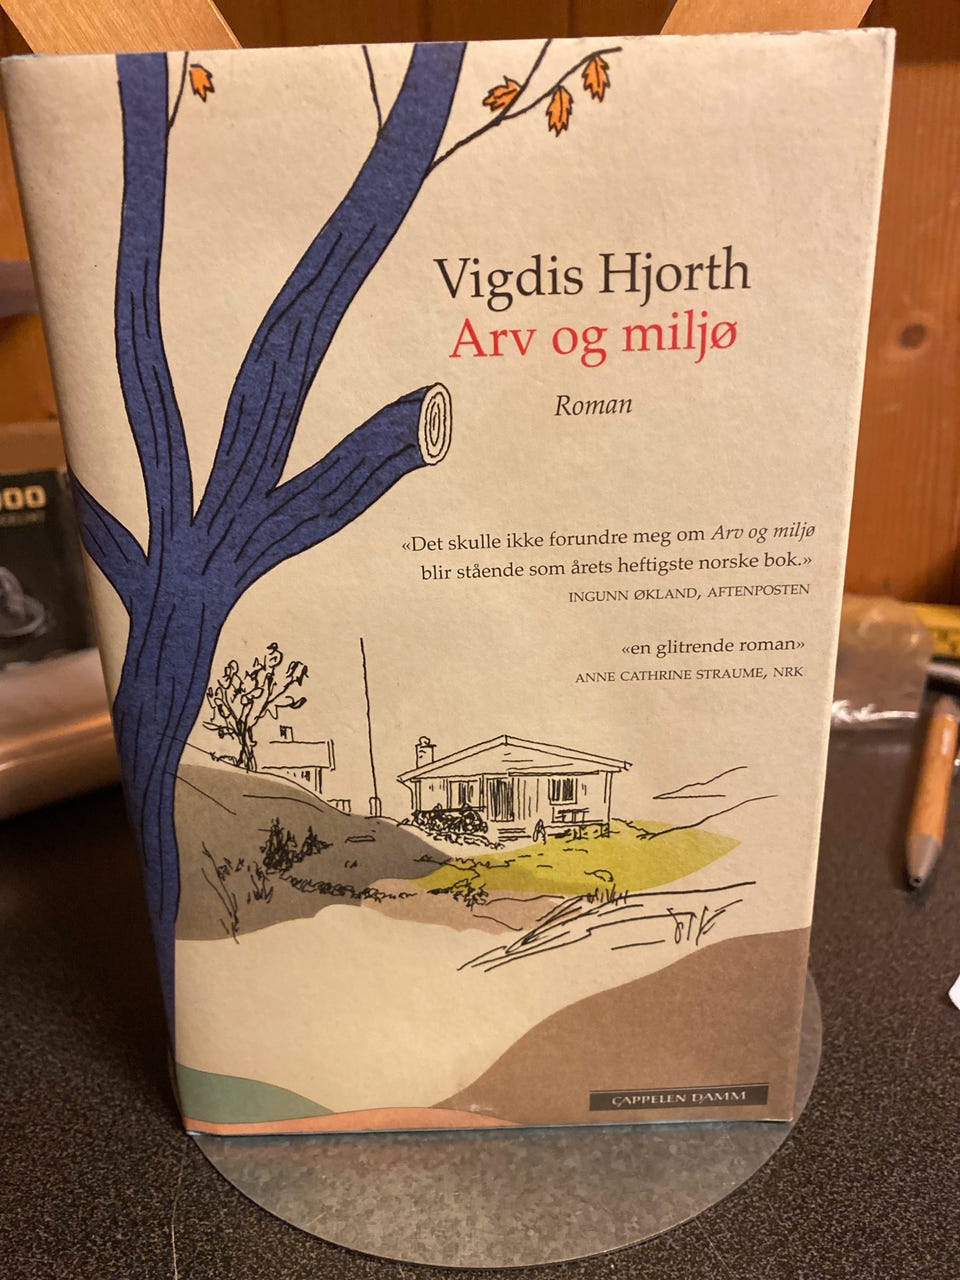 Vigdis Hjorth
Arv og miljø
Roman
«Det skulle ikke forundre meg om Arv og miljø
blir stående som årets heftigste norske bok.»
INGUNN ØKLAND, AFTENPOSTEN
«en glitrende roman»
ANNE CATHRINE STRAUME, NRK
CAPPELEN DAMM